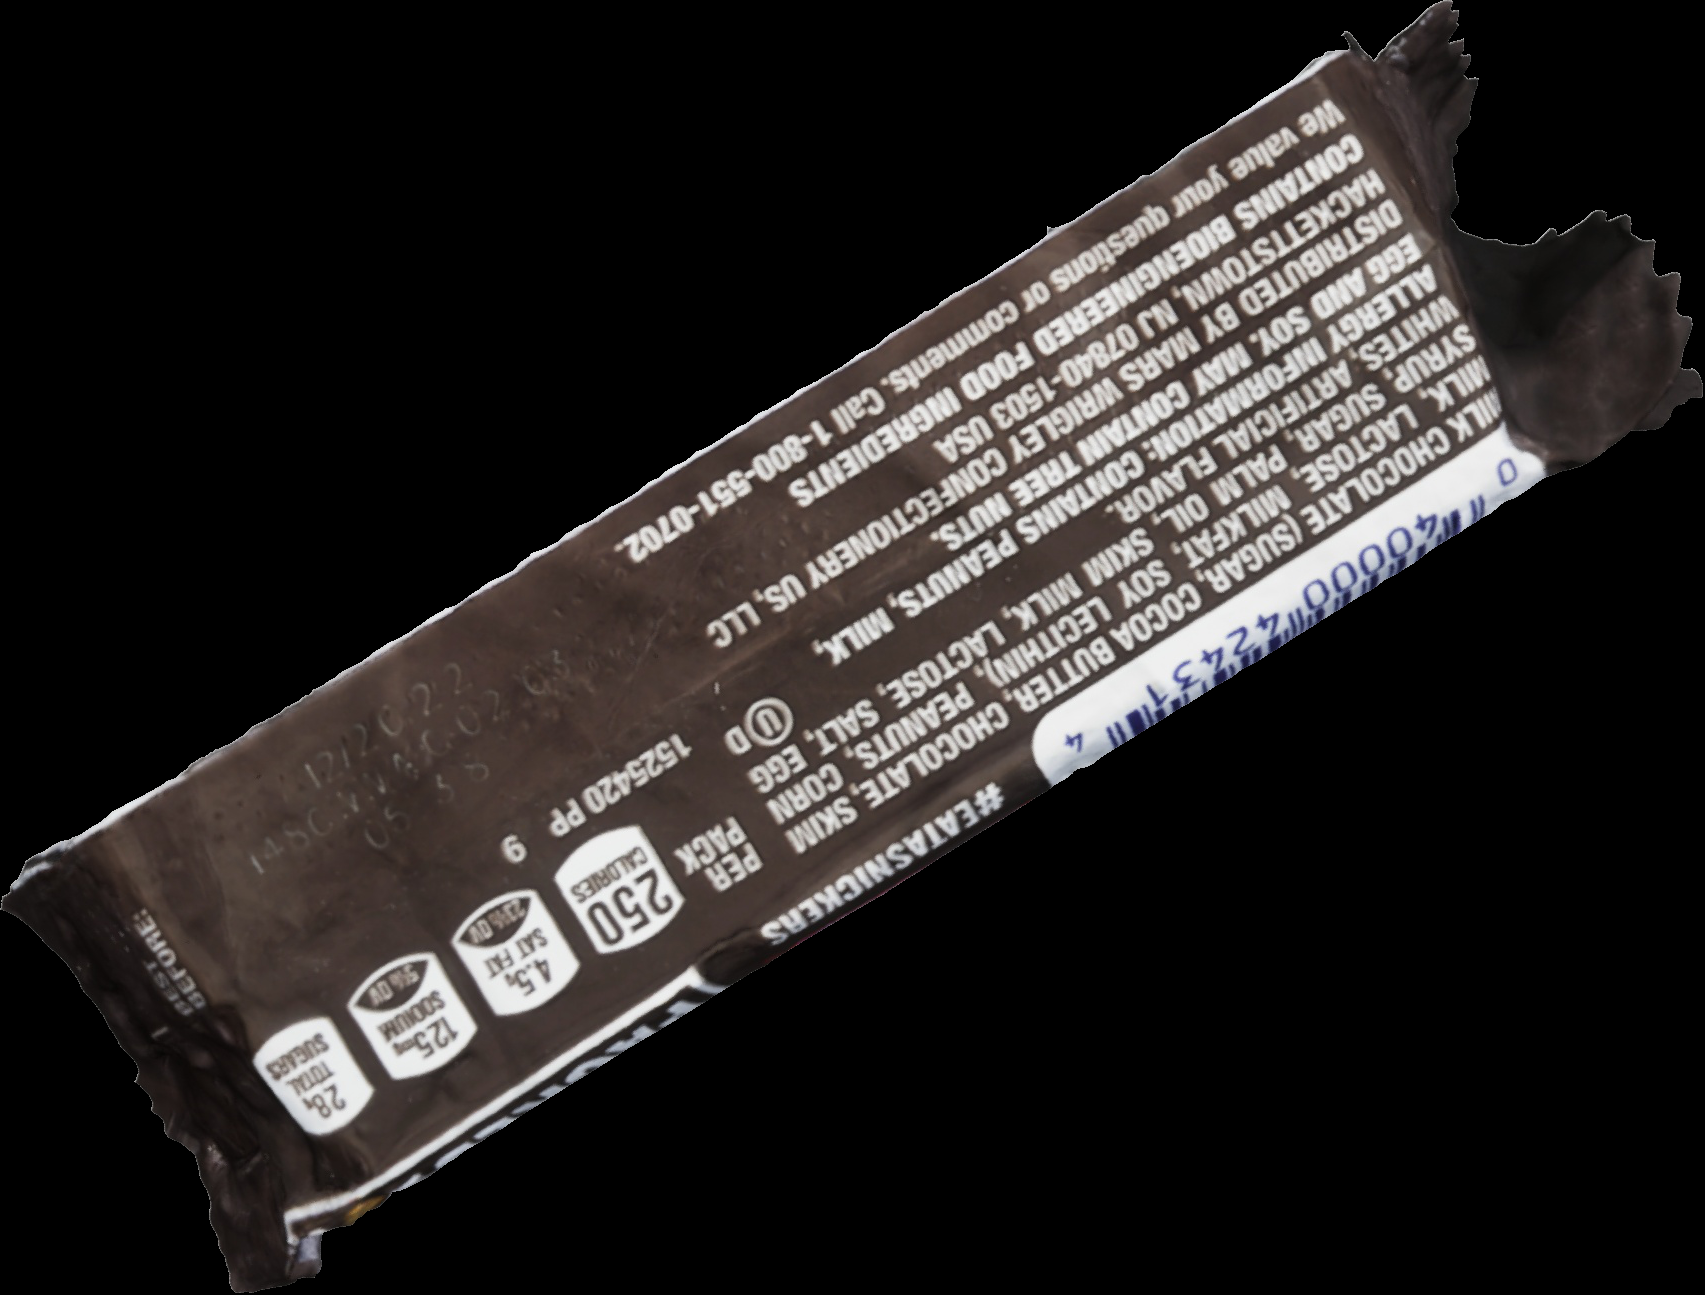 #EATASNICKERS
0 40000 42431 4
MILK CHOCOLATE (SUGAR, COCOA BUTTER, CHOCOLATE, SKIM
MILK, LACTOSE, MILKFAT, SOY LECITHIN), PEANUTS, CORN
SYRUP, SUGAR, PALM OIL, SKIM MILK, LACTOSE, SALT, EGG
WHITES, ARTIFICIAL FLAVOR.
ALLERGY INFORMATION: CONTAINS PEANUTS, MILK,
EGG AND SOY. MAY CONTAIN TREE NUTS.
DISTRIBUTED BY MARS WRIGLEY CONFECTIONERY US, LLC
HACKETTSTOWN, NJ 07840-1503 USA
CONTAINS BIOENGINEERED FOOD INGREDIENTS
We value your questions or comments. Call 1-800-551-0702.
U D
1525420 PP
9
PER
PACK
250
CALORIES
4.5g
SAT FAT
23% DV
125mg
SODIUM
5% DV
28g
TOTAL
SUGARS
BEST
BEFORE: